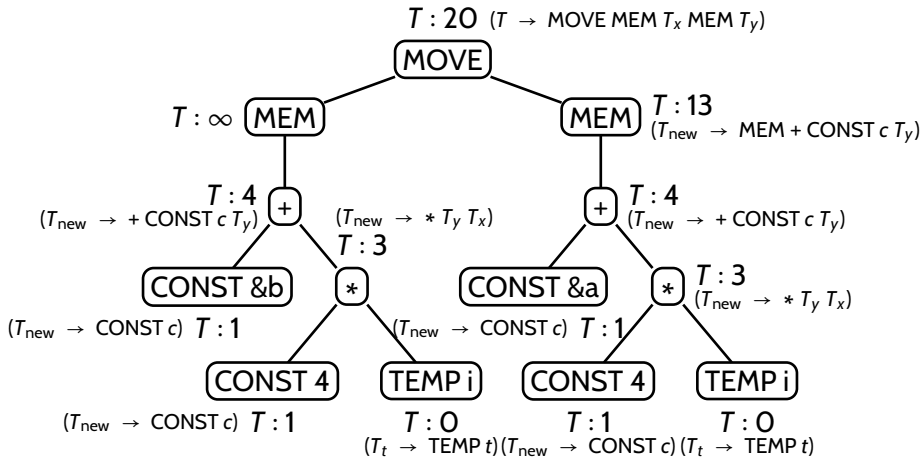 T : 20 (T → MOVE MEM Tx MEM Ty)
MOVE
T : ∞ MEM
MEM T : 13
(Tnew → MEM + CONST c Ty)
T : 4
(Tnew → + CONST c Ty)
+
(Tnew → * Ty Tx)
T : 3
T : 4
+
(Tnew → + CONST c Ty)
CONST &b
*
CONST &a
*
T : 3
(Tnew → * Ty Tx)
(Tnew → CONST c) T : 1
(Tnew → CONST c) T : 1
CONST 4
TEMP i
CONST 4
TEMP i
(Tnew → CONST c) T : 1
T : 0
T : 1
T : 0
(Tt → TEMP t) (Tnew → CONST c) (Tt → TEMP t)